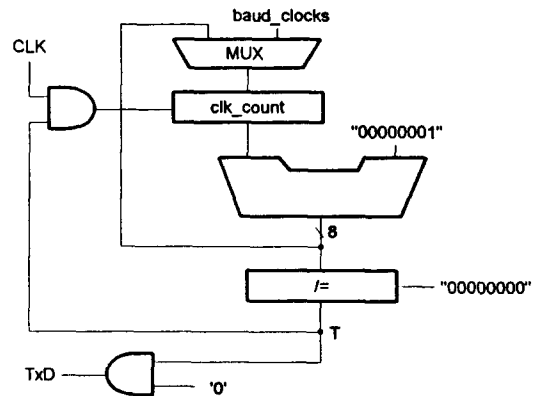 baud_clocks
CLK
MUX
clk_count
"00000001"
8
/=
"00000000"
T
TxD
'0'